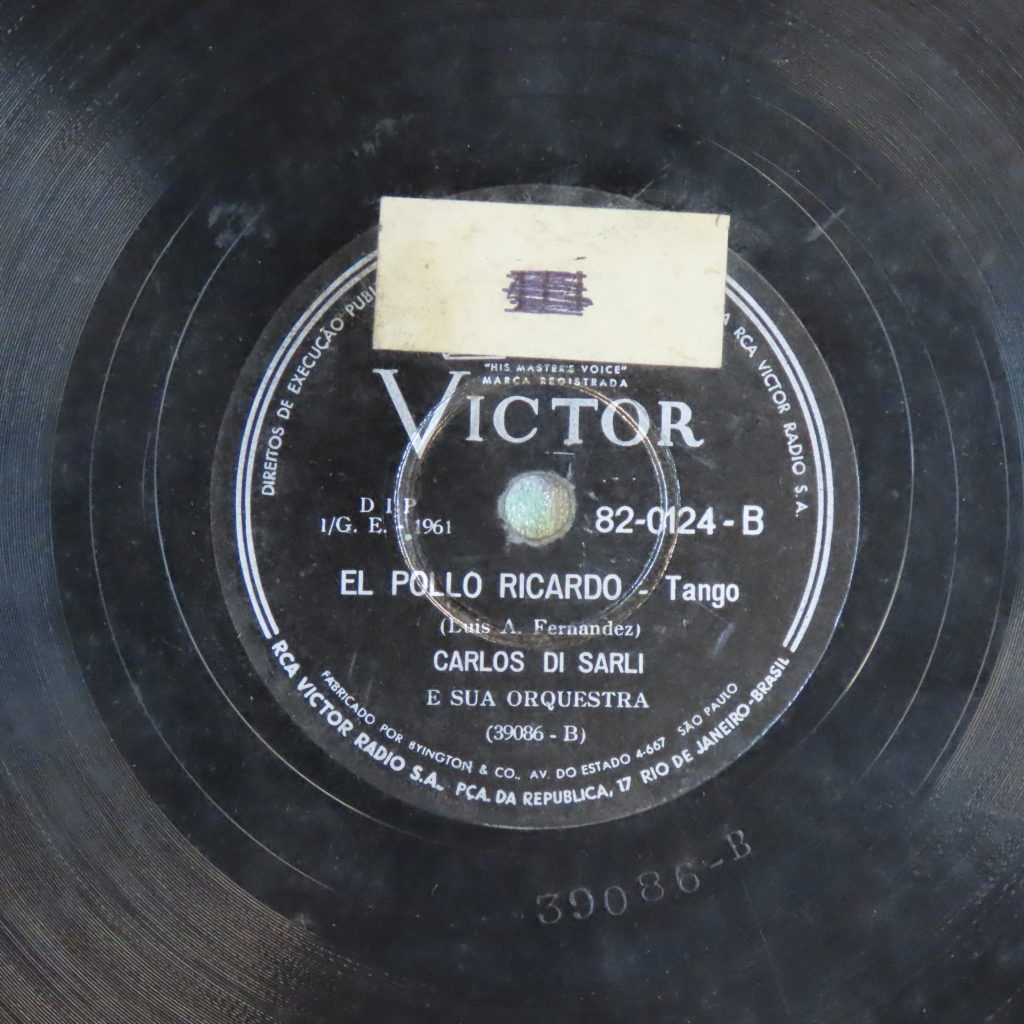 DIREITOS DE EXECUÇÃO
RCA VICTOR RADIO S.A.
"HIS MASTER'S VOICE"
MARCA REGISTRADA
VICTOR
D I P
1/G. E. - 1961
82-0124-B
EL POLLO RICARDO - Tango
(Luis A. Fernandez)
CARLOS DI SARLI
E SUA ORQUESTRA
(39086 - B)
FABRICADO POR BYINGTON & CO., AV. DO ESTADO 4-667 SÃO PAULO
RCA VICTOR RADIO S.A., PÇA. DA REPUBLICA, 17 RIO DE JANEIRO-BRASIL
39086-B